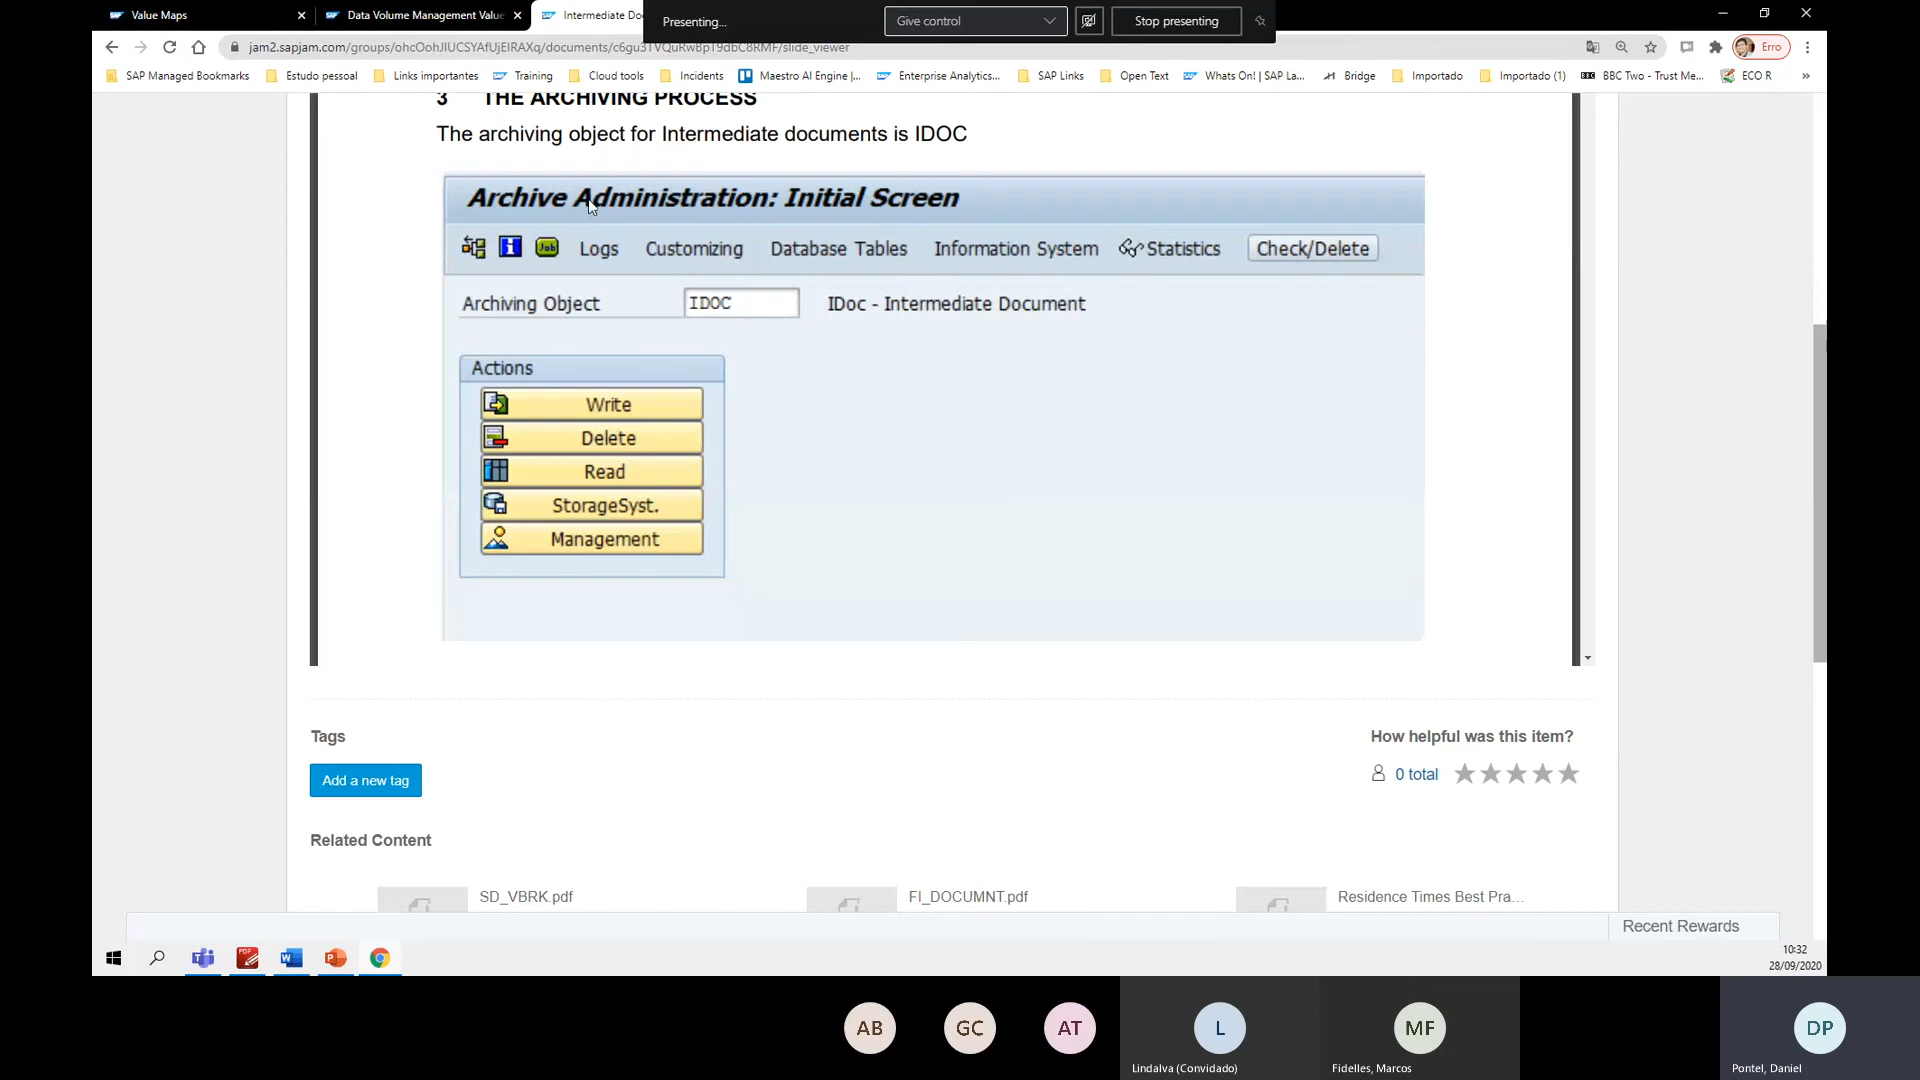 Value Maps
Data Volume Management Value
Intermediate Do
Presenting...
Give control
Stop presenting
jam2.sapjam.com/groups/ohcOohJIUCSYAfUjEIRAXq/documents/c6gu3TVQuRwBpT9dbC8RMF/slide_viewer
Erro
SAP Managed Bookmarks
Estudo pessoal
Links importantes
Training
Cloud tools
Incidents
Maestro AI Engine |...
Enterprise Analytics...
SAP Links
Open Text
Whats On! | SAP La...
Bridge
Importado
Importado (1)
BBC Two - Trust Me...
ECO R
»
3 THE ARCHIVING PROCESS
The archiving object for Intermediate documents is IDOC
Archive Administration: Initial Screen
Job Logs Customizing Database Tables Information System Statistics Check/Delete
Archiving Object IDOC IDoc - Intermediate Document
Actions
Write
Delete
Read
StorageSyst.
Management
Tags
How helpful was this item?
Add a new tag
0 total
Related Content
SD_VBRK.pdf
FI_DOCUMNT.pdf
Residence Times Best Pra...
Recent Rewards
10:32
28/09/2020
AB
GC
AT
L
MF
DP
Lindalva (Convidado)
Fidelles, Marcos
Pontel, Daniel